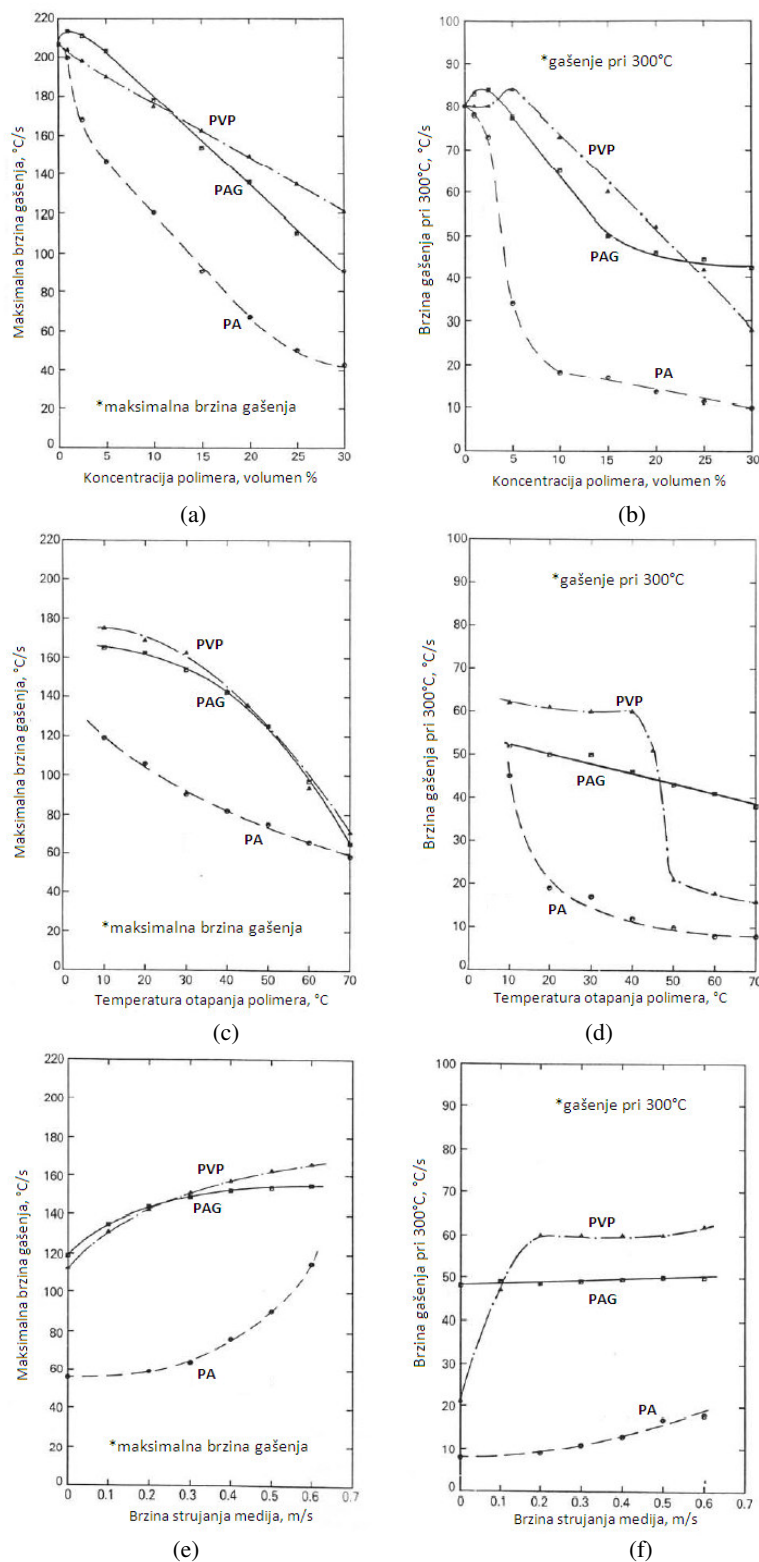 220
200
180
160
140
120
100
80
60
40
20
0
Maksimalna brzina gašenja, °C/s
PVP
PAG
PA
*maksimalna brzina gašenja
0 5 10 15 20 25 30
Koncentracija polimera, volumen %
(a)
100
90
80
70
60
50
40
30
20
10
0
Brzina gašenja pri 300°C, °C/s
*gašenje pri 300°C
PVP
PAG
PA
0 5 10 15 20 25 30
Koncentracija polimera, volumen %
(b)
220
200
180
160
140
120
100
80
60
40
20
0
Maksimalna brzina gašenja, °C/s
PVP
PAG
PA
*maksimalna brzina gašenja
10 20 30 40 50 60 70
Temperatura otapanja polimera, °C
(c)
100
90
80
70
60
50
40
30
20
10
0
Brzina gašenja pri 300°C, °C/s
*gašenje pri 300°C
PVP
PAG
PA
10 20 30 40 50 60 70
Temperatura otapanja polimera, °C
(d)
220
200
180
160
140
120
100
80
60
40
20
0
Maksimalna brzina gašenja, °C/s
PVP
PAG
PA
*maksimalna brzina gašenja
0 0.1 0.2 0.3 0.4 0.5 0.6 0.7
Brzina strujanja medija, m/s
(e)
100
90
80
70
60
50
40
30
20
10
0
Brzina gašenja pri 300°C, °C/s
*gašenje pri 300°C
PVP
PAG
PA
0 0.1 0.2 0.3 0.4 0.5 0.6 0.7
Brzina strujanja medija, m/s
(f)